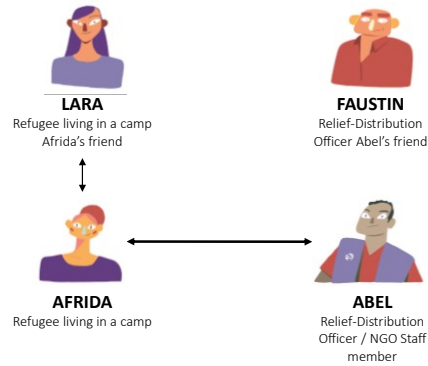 LARA
Refugee living in a camp
Afrida's friend
FAUSTIN
Relief-Distribution
Officer Abel's friend
AFRIDA
Refugee living in a camp
ABEL
Relief-Distribution
Officer / NGO Staff
member